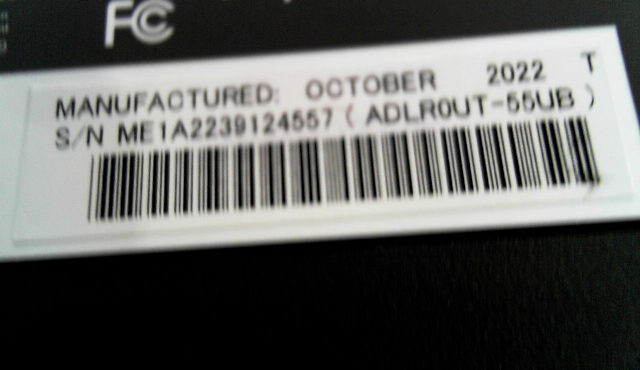 FC
MANUFACTURED: OCTOBER 2022 T
S/N ME1A2239124557 ( ADLR0UT-55UB )